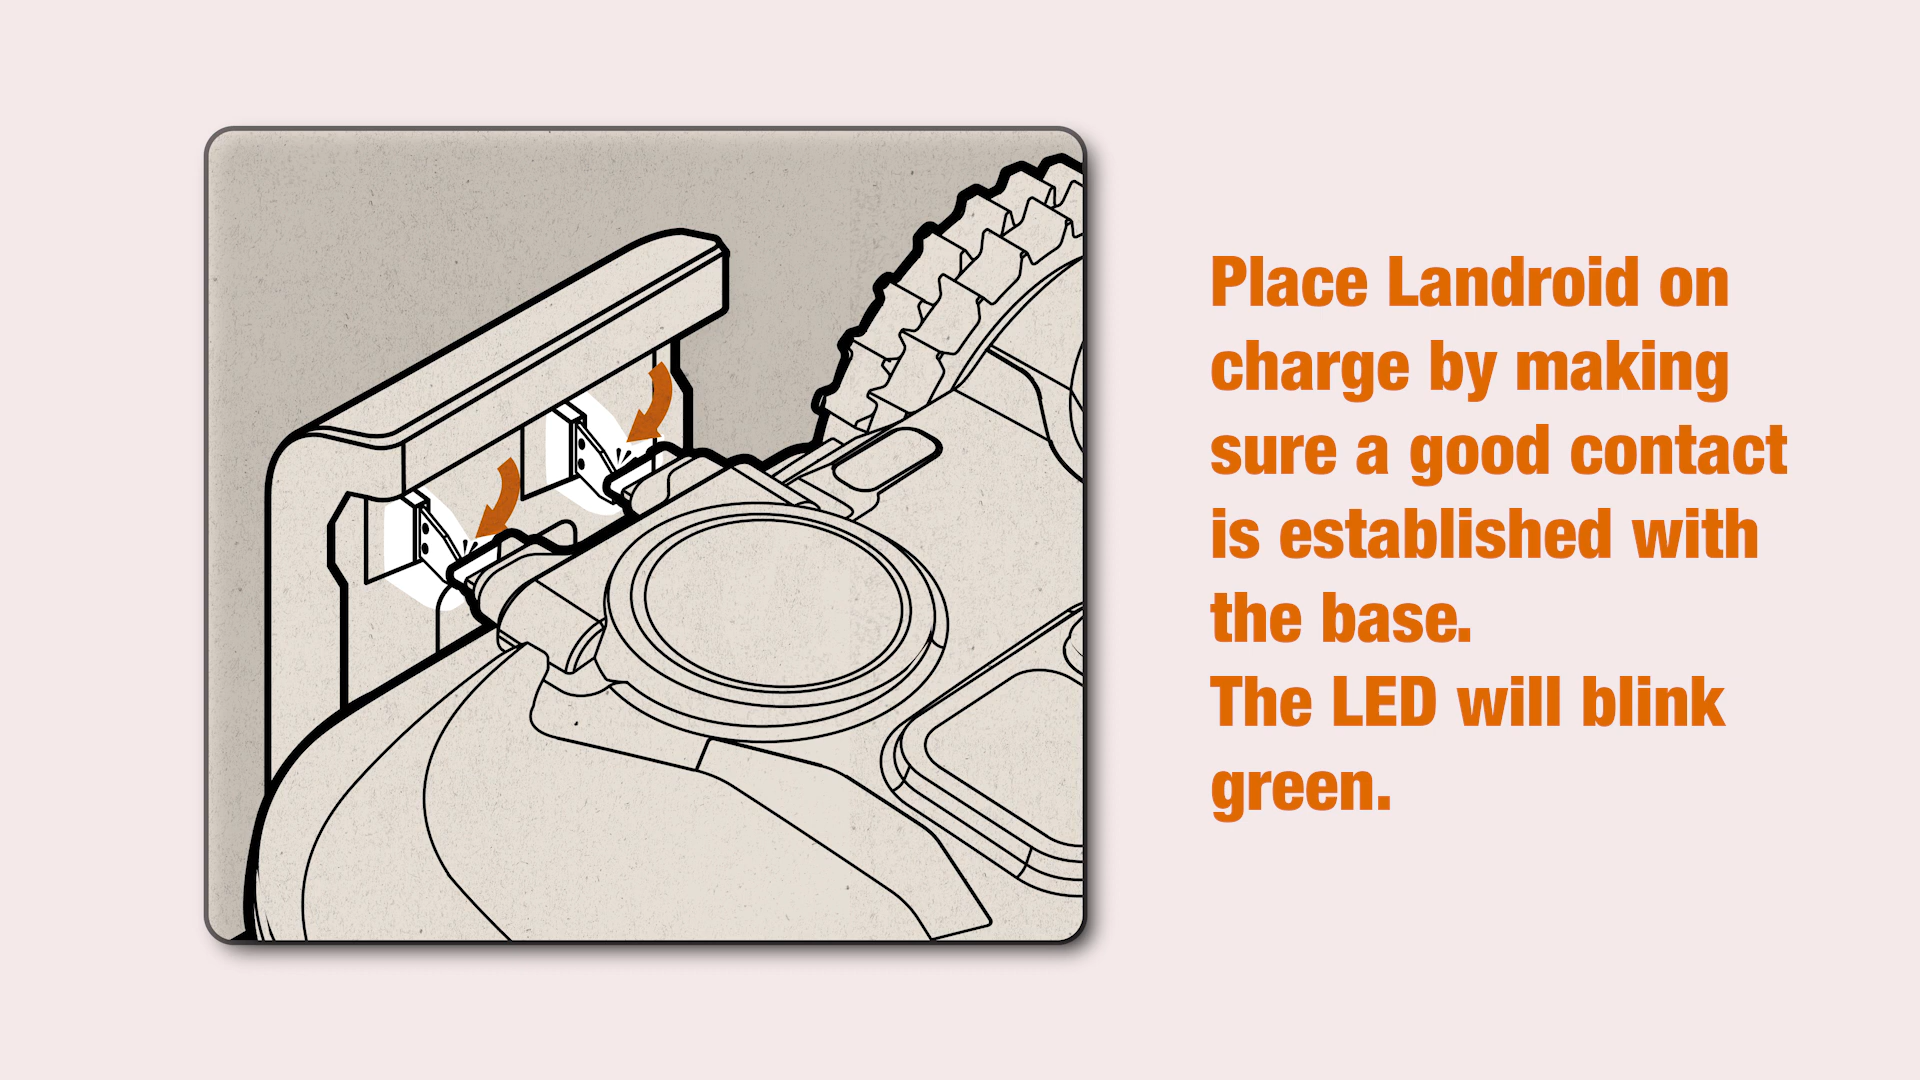 Place Landroid on
charge by making
sure a good contact
is established with
the base.
The LED will blink
green.